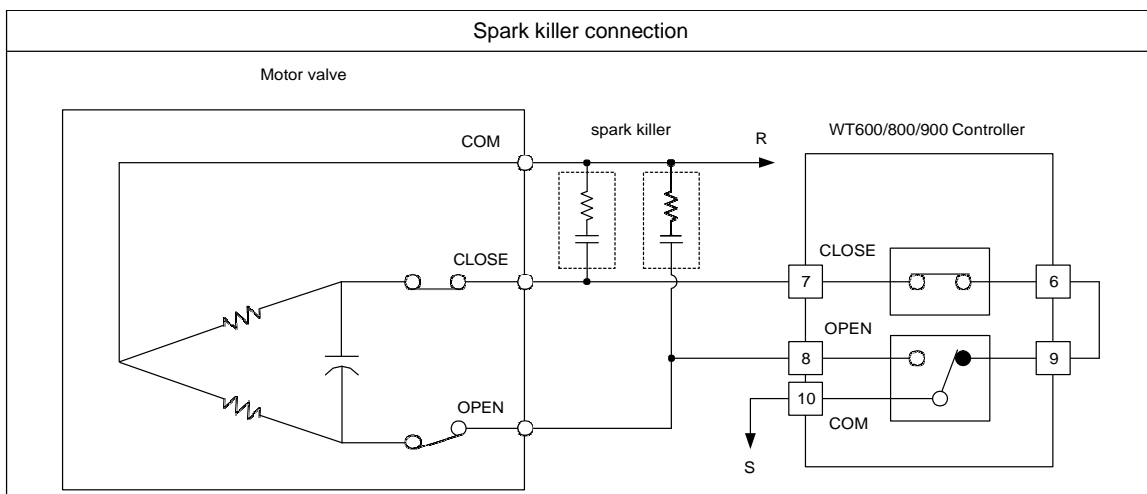 Spark killer connection
Motor valve
spark killer
WT600/800/900 Controller
COM
R
CLOSE
CLOSE
7
6
OPEN
8
9
OPEN
10
COM
S